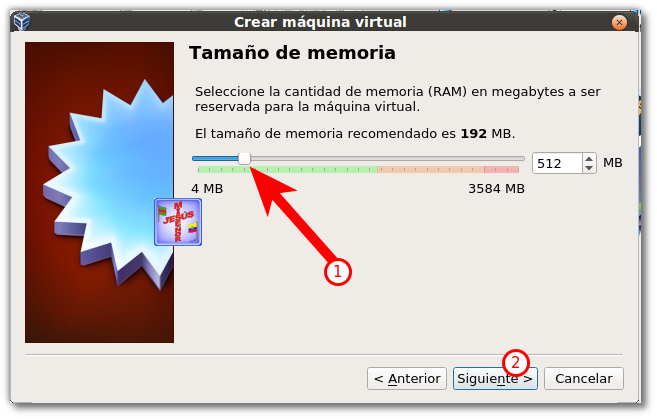 Crear máquina virtual
Tamaño de memoria
Seleccione la cantidad de memoria (RAM) en megabytes a ser
reservada para la máquina virtual.
El tamaño de memoria recomendado es 192 MB.
512 MB
4 MB 3584 MB
JESÚS
1
2
< Anterior Siguiente > Cancelar